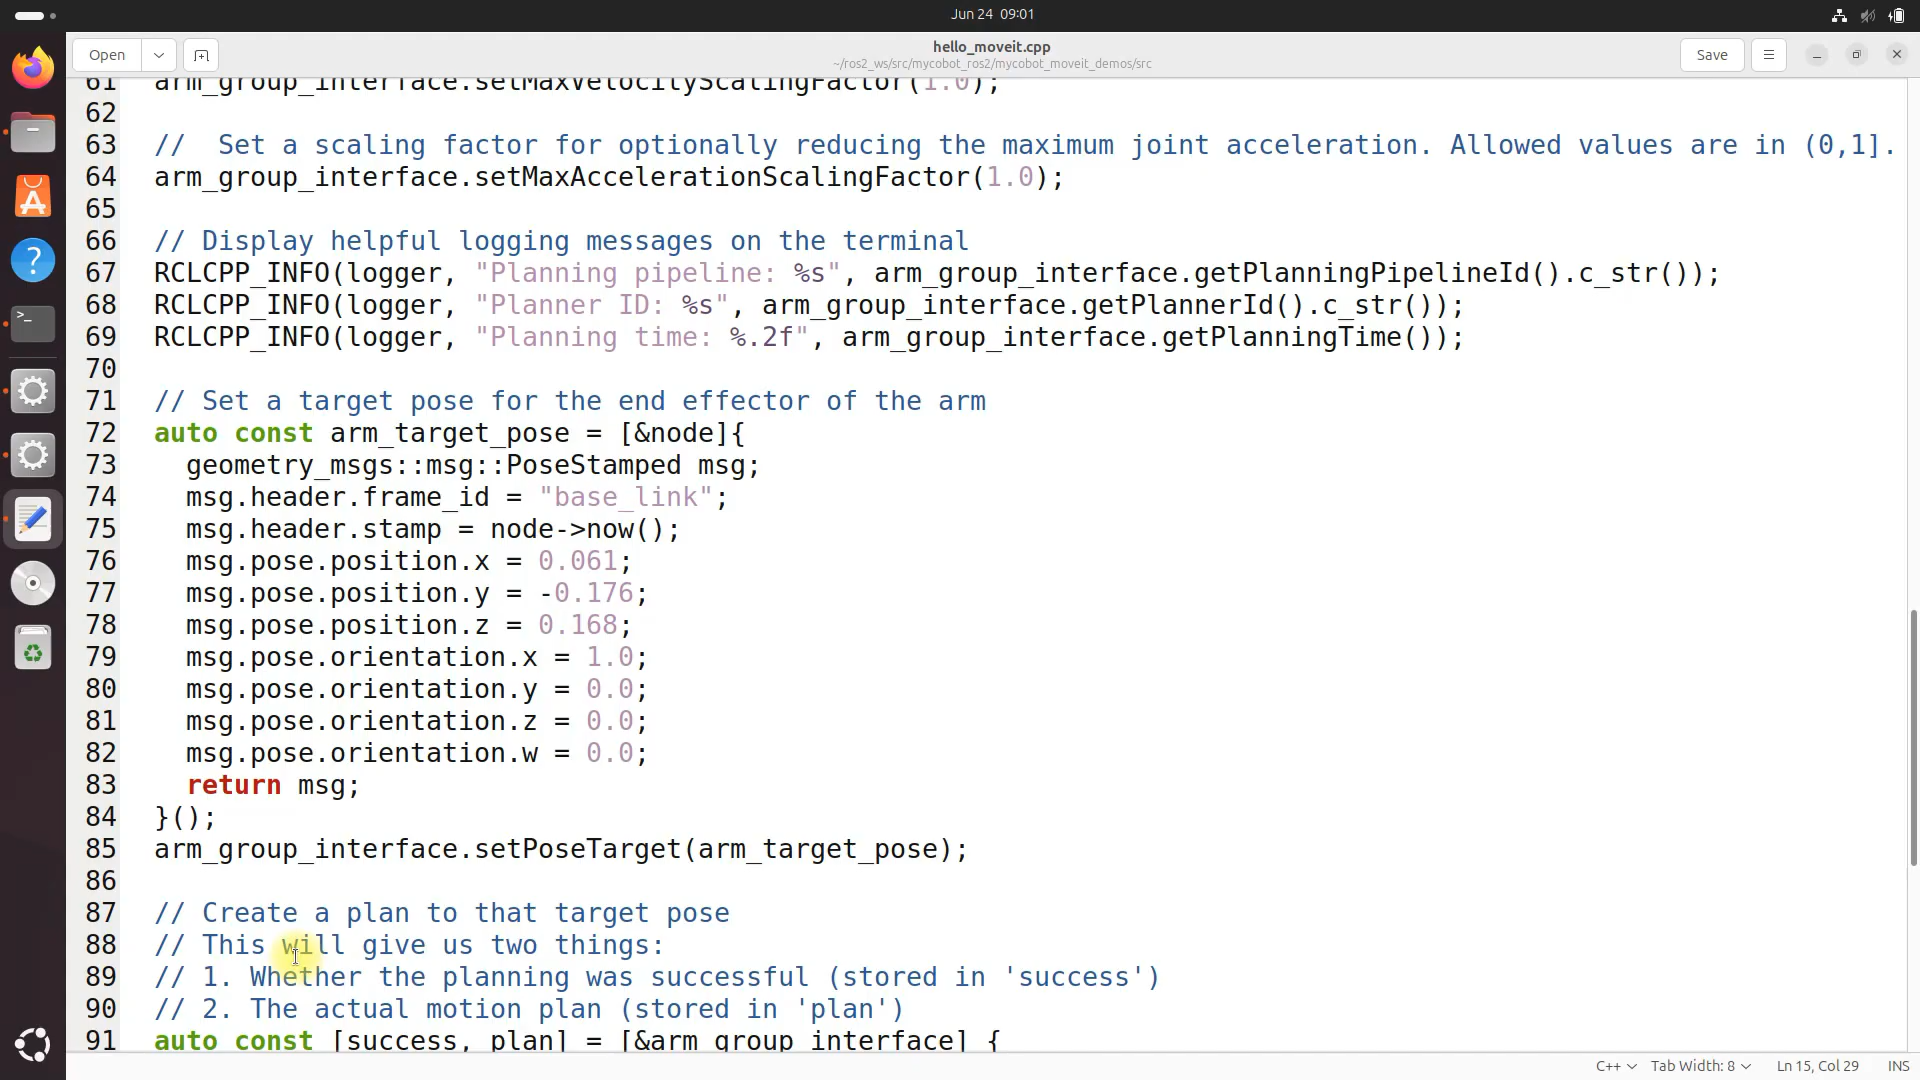 Jun 24 09:01
Open
hello_moveit.cpp
~/ros2_ws/src/mycobot_ros2/mycobot_moveit_demos/src
Save
61 arm_group_interface.setMaxVelocityScalingFactor(1.0);
62
63 //  Set a scaling factor for optionally reducing the maximum joint acceleration. Allowed values are in (0,1].
64 arm_group_interface.setMaxAccelerationScalingFactor(1.0);
65
66 // Display helpful logging messages on the terminal
67 RCLCPP_INFO(logger, "Planning pipeline: %s", arm_group_interface.getPlanningPipelineId().c_str());
68 RCLCPP_INFO(logger, "Planner ID: %s", arm_group_interface.getPlannerId().c_str());
69 RCLCPP_INFO(logger, "Planning time: %.2f", arm_group_interface.getPlanningTime());
70
71 // Set a target pose for the end effector of the arm
72 auto const arm_target_pose = [&node]{
73 geometry_msgs::msg::PoseStamped msg;
74 msg.header.frame_id = "base_link";
75 msg.header.stamp = node->now();
76 msg.pose.position.x = 0.061;
77 msg.pose.position.y = -0.176;
78 msg.pose.position.z = 0.168;
79 msg.pose.orientation.x = 1.0;
80 msg.pose.orientation.y = 0.0;
81 msg.pose.orientation.z = 0.0;
82 msg.pose.orientation.w = 0.0;
83 return msg;
84 }();
85 arm_group_interface.setPoseTarget(arm_target_pose);
86
87 // Create a plan to that target pose
88 // This will give us two things:
89 // 1. Whether the planning was successful (stored in 'success')
90 // 2. The actual motion plan (stored in 'plan')
91 auto const [success, plan] = [&arm_group_interface] {
C++ Tab Width: 8 Ln 15, Col 29 INS